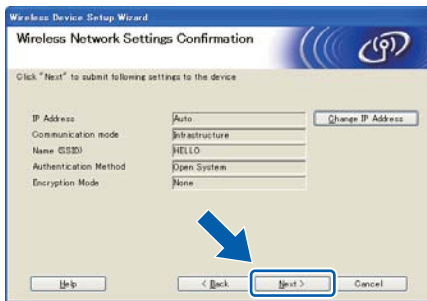 Wireless Device Setup Wizard
Wireless Network Settings Confirmation
Click "Next" to submit following settings to the device
IP Address Auto Change IP Address
Communication mode Infrastructure
Name (SSID) HELLO
Authentication Method Open System
Encryption Mode None
Help < Back Next > Cancel